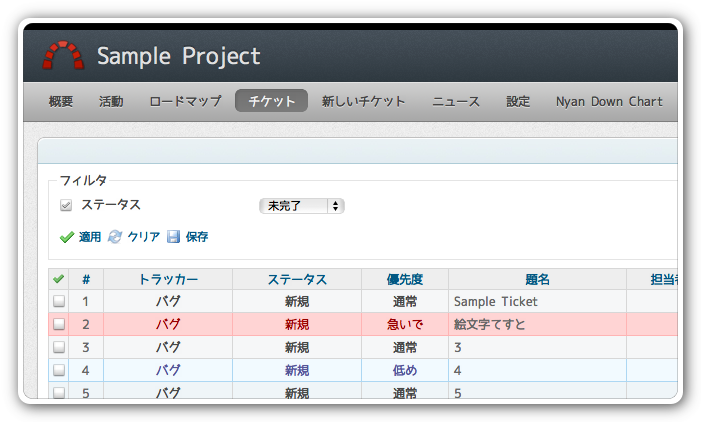 Sample Project
概要 活動 ロードマップ チケット 新しいチケット ニュース 設定 Nyan Down Chart
フィルタ
ステータス 未完了
適用 クリア 保存
# トラッカー ステータス 優先度 題名 担当者
1 バグ 新規 通常 Sample Ticket
2 バグ 新規 急いで 絵文字てすと
3 バグ 新規 通常 3
4 バグ 新規 低め 4
5 バグ 新規 通常 5